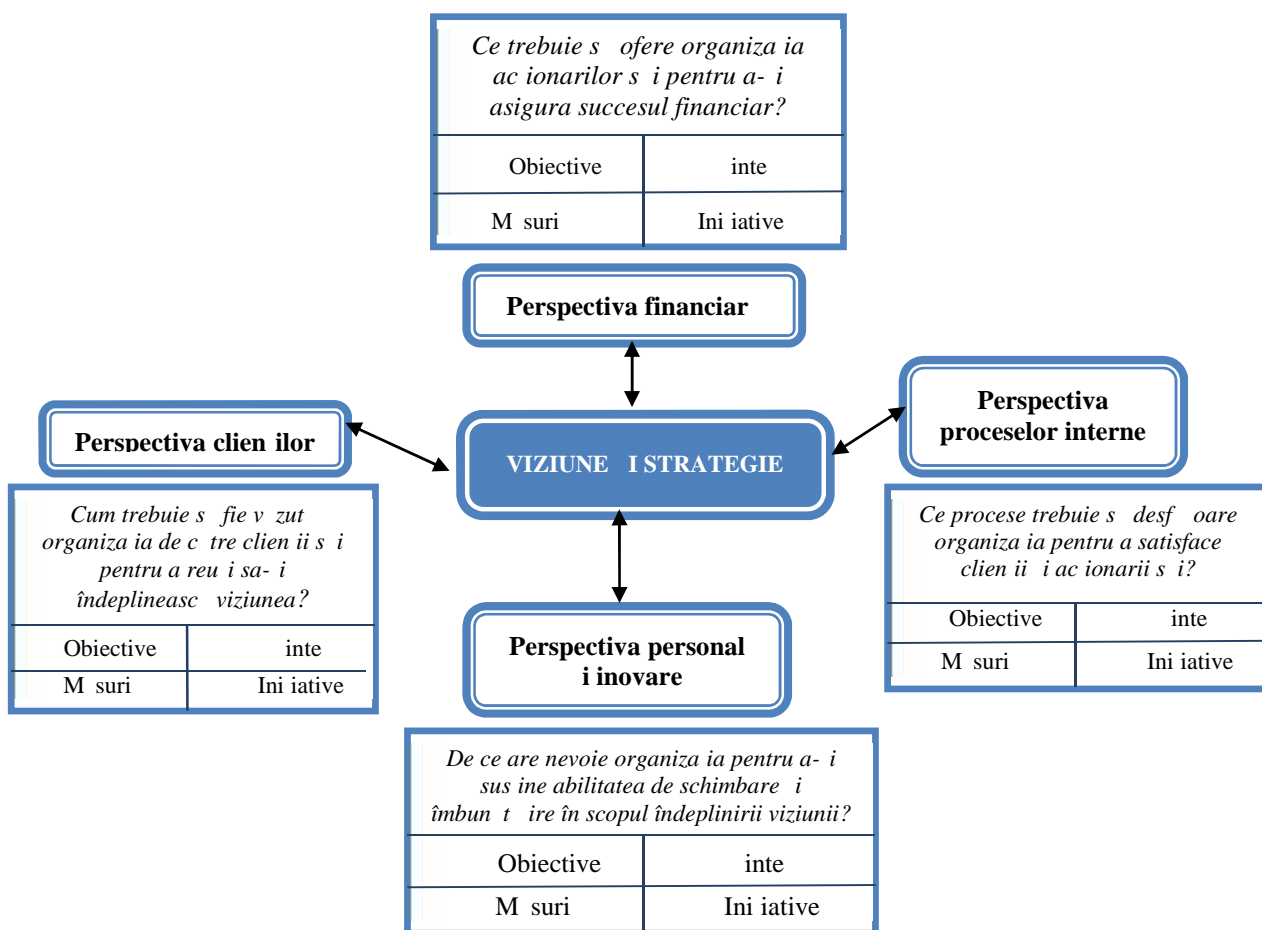 Ce trebuie s ofere organiza ia
ac ionarilor s i pentru a- i
asigura succesul financiar?
Obiective inte
M suri Ini iative
Perspectiva financiar
Perspectiva clien ilor
VIZIUNE I STRATEGIE
Perspectiva
proceselor interne
Cum trebuie s fie v zut
organiza ia de c tre clien ii s i
pentru a reu i sa- i
îndeplineasc viziunea?
Obiective inte
M suri Ini iative
Ce procese trebuie s desf oare
organiza ia pentru a satisface
clien ii i ac ionarii s i?
Obiective inte
M suri Ini iative
Perspectiva personal
i inovare
De ce are nevoie organiza ia pentru a- i
sus ine abilitatea de schimbare i
îmbun t ire în scopul îndeplinirii viziunii?
Obiective inte
M suri Ini iative